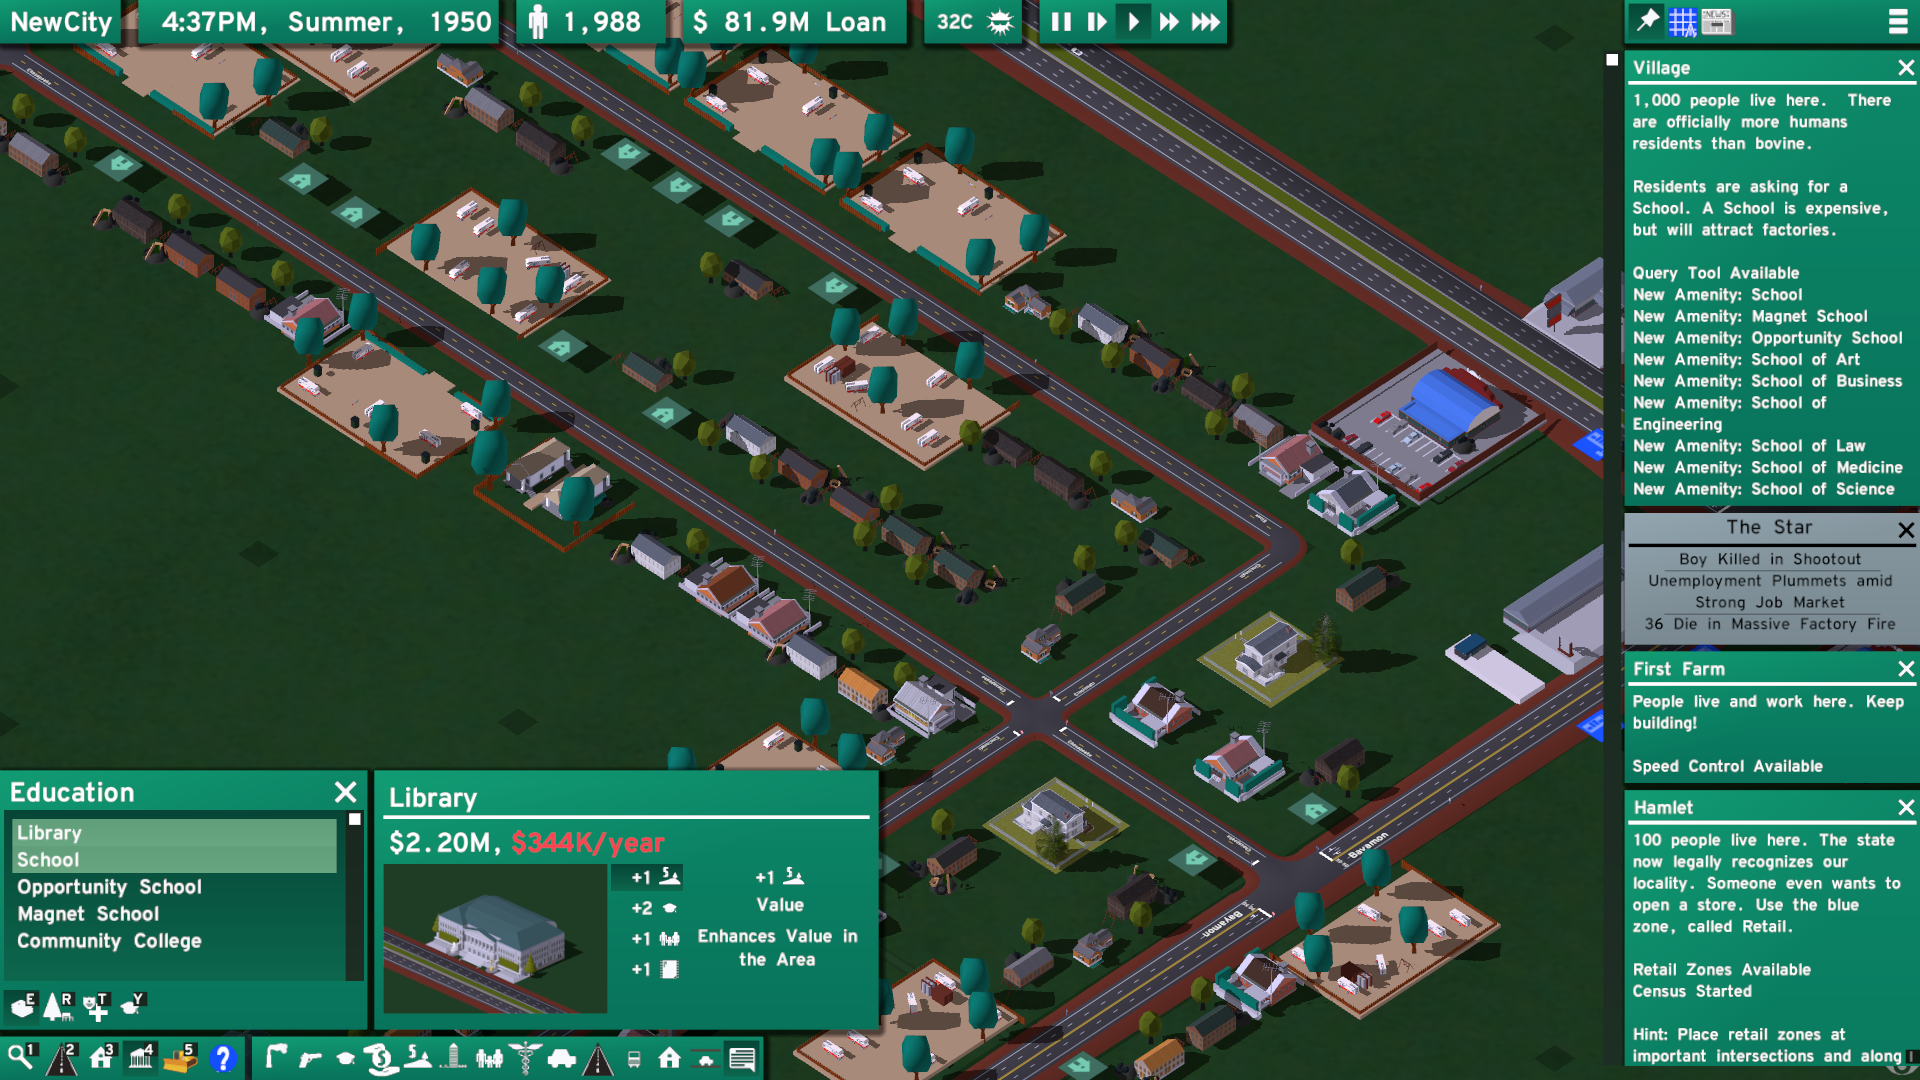 NewCity
4:37PM, Summer, 1950
1,988
$ 81.9M Loan
32C
Village
1,000 people live here. There
are officially more humans
residents than bovine.
Residents are asking for a
School. A School is expensive,
but will attract factories.
Query Tool Available
New Amenity: School
New Amenity: Magnet School
New Amenity: Opportunity School
New Amenity: School of Art
New Amenity: School of Business
New Amenity: School of
Engineering
New Amenity: School of Law
New Amenity: School of Medicine
New Amenity: School of Science
The Star
Boy Killed in Shootout
Unemployment Plummets amid
Strong Job Market
36 Die in Massive Factory Fire
First Farm
People live and work here. Keep
building!
Speed Control Available
Hamlet
100 people live here. The state
now legally recognizes our
locality. Someone even wants to
open a store. Use the blue
zone, called Retail.
Retail Zones Available
Census Started
Hint: Place retail zones at
important intersections and along
Bayamon
Bayamon
Education
Library
School
Opportunity School
Magnet School
Community College
E R T Y
Library
$2.20M, $344K/year
+1
+2
+1
+1
+1
Value
Enhances Value in
the Area
1 2 3 4 5 ?